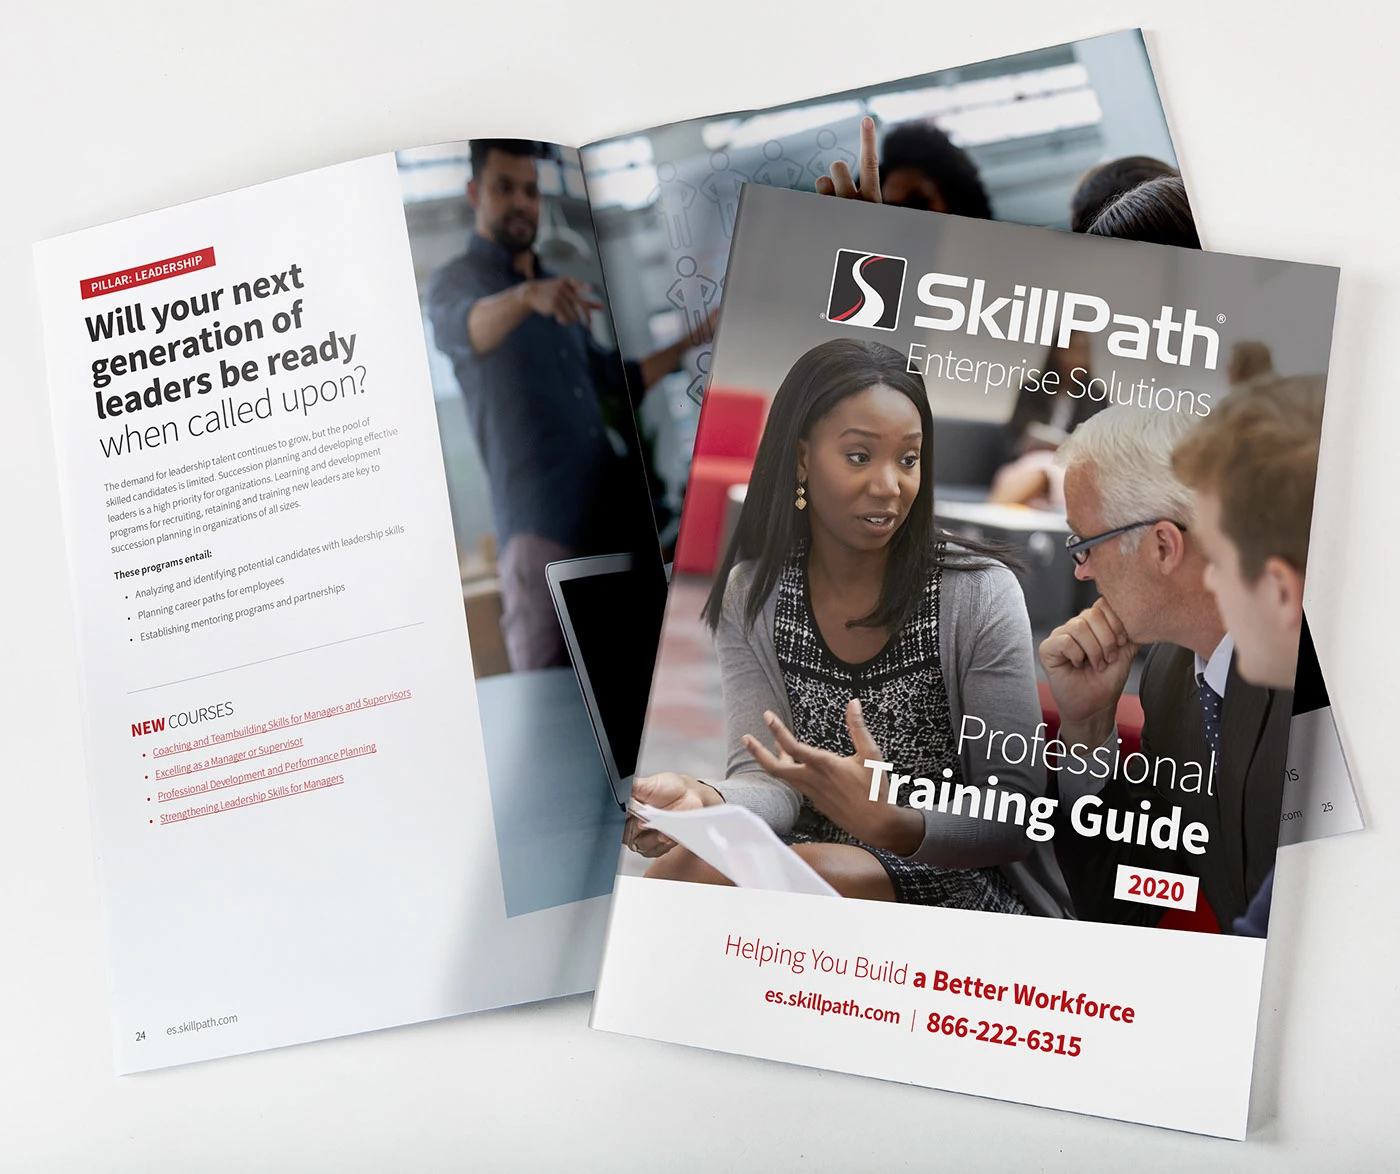 PILLAR: LEADERSHIP
Will your next
generation of
leaders be ready
when called upon?
The demand for leadership talent continues to grow, but the pool of
skilled candidates is limited. Succession planning and developing effective
leaders is a high priority for organizations. Learning and development
programs for recruiting, retaining and training new leaders are key to
succession planning in organizations of all sizes.
These programs entail:
• Analyzing and identifying potential candidates with leadership skills
• Planning career paths for employees
• Establishing mentoring programs and partnerships
NEW COURSES
• Coaching and Teambuilding Skills for Managers and Supervisors
• Excelling as a Manager or Supervisor
• Professional Development and Performance Planning
• Strengthening Leadership Skills for Managers
24 es.skillpath.com
SkillPath®
Enterprise Solutions
Professional
Training Guide
2020
Helping You Build a Better Workforce
es.skillpath.com | 866-222-6315
.com 25